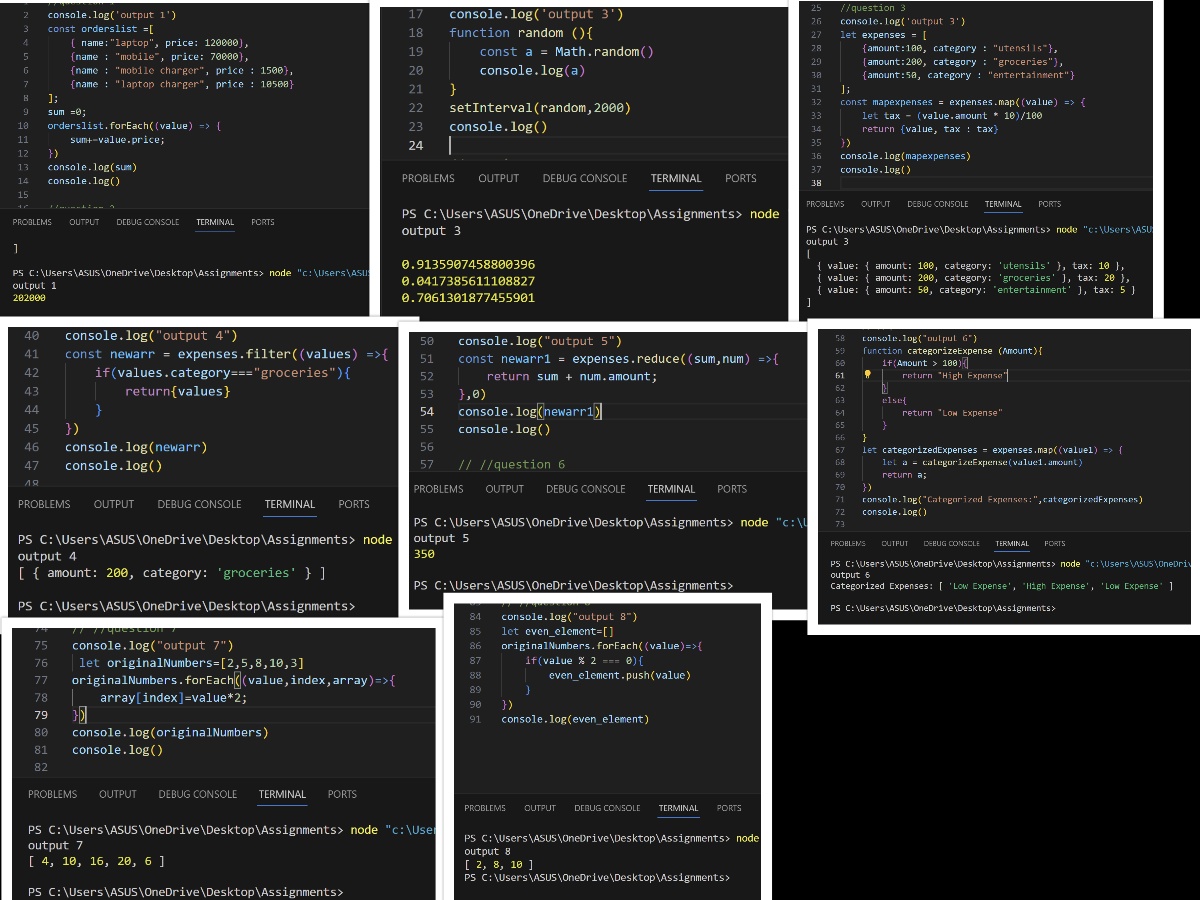 2 console.log('output 1')
3 const orderslist =[
4 { name:"laptop", price: 120000},
5 {name : "mobile", price: 70000},
6 {name : "mobile charger", price : 1500},
7 {name : "laptop charger", price : 10500}
8 ];
9 sum =0;
10 orderslist.forEach((value) => {
11 sum+=value.price;
12 })
13 console.log(sum)
14 console.log()
15
PROBLEMS OUTPUT DEBUG CONSOLE TERMINAL PORTS
]
PS C:\Users\ASUS\OneDrive\Desktop\Assignments> node "c:\Users\ASUS
output 1
202000
17 console.log('output 3')
18 function random (){
19 const a = Math.random()
20 console.log(a)
21 }
22 setInterval(random,2000)
23 console.log()
24
PROBLEMS OUTPUT DEBUG CONSOLE TERMINAL PORTS
PS C:\Users\ASUS\OneDrive\Desktop\Assignments> node
output 3
0.9135907458800396
0.0417385611108827
0.7061301877455901
25 //question 3
26 console.log('output 3')
27 let expenses = [
28 {amount:100, category : "utensils"},
29 {amount:200, category : "groceries"},
30 {amount:50, category : "entertainment"}
31 ];
32 const mapexpenses = expenses.map((value) => {
33 let tax = (value.amount * 10)/100
34 return {value, tax : tax}
35 })
36 console.log(mapexpenses)
37 console.log()
38
PROBLEMS OUTPUT DEBUG CONSOLE TERMINAL PORTS
PS C:\Users\ASUS\OneDrive\Desktop\Assignments> node "c:\Users\ASU
output 3
[
{ value: { amount: 100, category: 'utensils' }, tax: 10 },
{ value: { amount: 200, category: 'groceries' }, tax: 20 },
{ value: { amount: 50, category: 'entertainment' }, tax: 5 }
]
40 console.log("output 4")
41 const newarr = expenses.filter((values) =>{
42 if(values.category==="groceries"){
43 return{values}
44 }
45 })
46 console.log(newarr)
47 console.log()
48
PROBLEMS OUTPUT DEBUG CONSOLE TERMINAL PORTS
PS C:\Users\ASUS\OneDrive\Desktop\Assignments> node
output 4
[ { amount: 200, category: 'groceries' } ]
PS C:\Users\ASUS\OneDrive\Desktop\Assignments>
50 console.log("output 5")
51 const newarr1 = expenses.reduce((sum,num) =>{
52 return sum + num.amount;
53 },0)
54 console.log(newarr1)
55 console.log()
56
57 // //question 6
PROBLEMS OUTPUT DEBUG CONSOLE TERMINAL PORTS
PS C:\Users\ASUS\OneDrive\Desktop\Assignments> node "c:\U
output 5
350
PS C:\Users\ASUS\OneDrive\Desktop\Assignments>
58 console.log("output 6")
59 function categorizeExpense (Amount){
60 if(Amount > 100){
61 return "High Expense"
62 }
63 else{
64 return "Low Expense"
65 }
66 }
67 let categorizedExpenses = expenses.map((value1) => {
68 let a = categorizeExpense(value1.amount)
69 return a;
70 })
71 console.log("Categorized Expenses:",categorizedExpenses)
72 console.log()
73
PROBLEMS OUTPUT DEBUG CONSOLE TERMINAL PORTS
PS C:\Users\ASUS\OneDrive\Desktop\Assignments> node "c:\Users\ASUS\OneDriv
output 6
Categorized Expenses: [ 'Low Expense', 'High Expense', 'Low Expense' ]
PS C:\Users\ASUS\OneDrive\Desktop\Assignments>
74 // //question 7
75 console.log("output 7")
76 let originalNumbers=[2,5,8,10,3]
77 originalNumbers.forEach((value,index,array)=>{
78 array[index]=value*2;
79 })
80 console.log(originalNumbers)
81 console.log()
82
PROBLEMS OUTPUT DEBUG CONSOLE TERMINAL PORTS
PS C:\Users\ASUS\OneDrive\Desktop\Assignments> node "c:\User
output 7
[ 4, 10, 16, 20, 6 ]
PS C:\Users\ASUS\OneDrive\Desktop\Assignments>
84 console.log("output 8")
85 let even_element=[]
86 originalNumbers.forEach((value)=>{
87 if(value % 2 === 0){
88 even_element.push(value)
89 }
90 })
91 console.log(even_element)
PROBLEMS OUTPUT DEBUG CONSOLE TERMINAL PORTS
PS C:\Users\ASUS\OneDrive\Desktop\Assignments> node
output 8
[ 2, 8, 10 ]
PS C:\Users\ASUS\OneDrive\Desktop\Assignments>